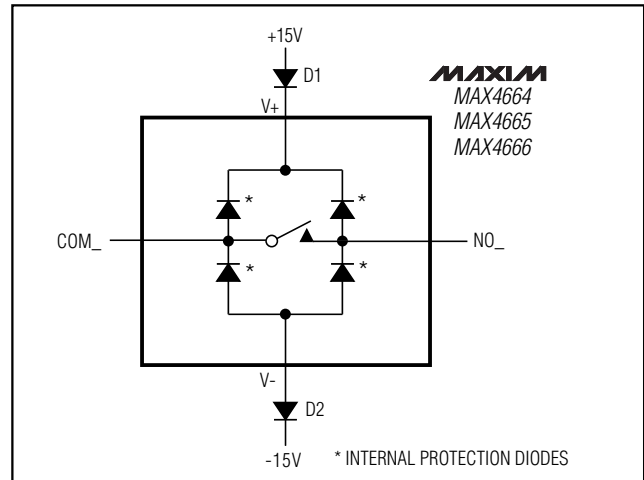 +15V
D1
MAXIM
V+
MAX4664
MAX4665
MAX4666
*
*
COM_
NO_
*
*
V-
D2
-15V
* INTERNAL PROTECTION DIODES